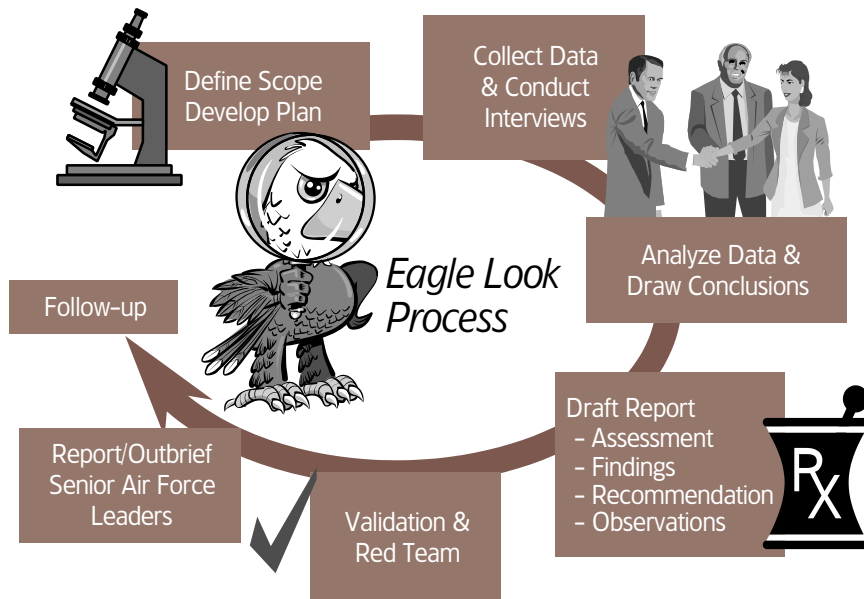 Define Scope
Develop Plan
Collect Data
& Conduct
Interviews
Analyze Data &
Draw Conclusions
Eagle Look
Process
Follow-up
Draft Report
- Assessment
- Findings
- Recommendation
- Observations
RX
Validation &
Red Team
Report/Outbrief
Senior Air Force
Leaders